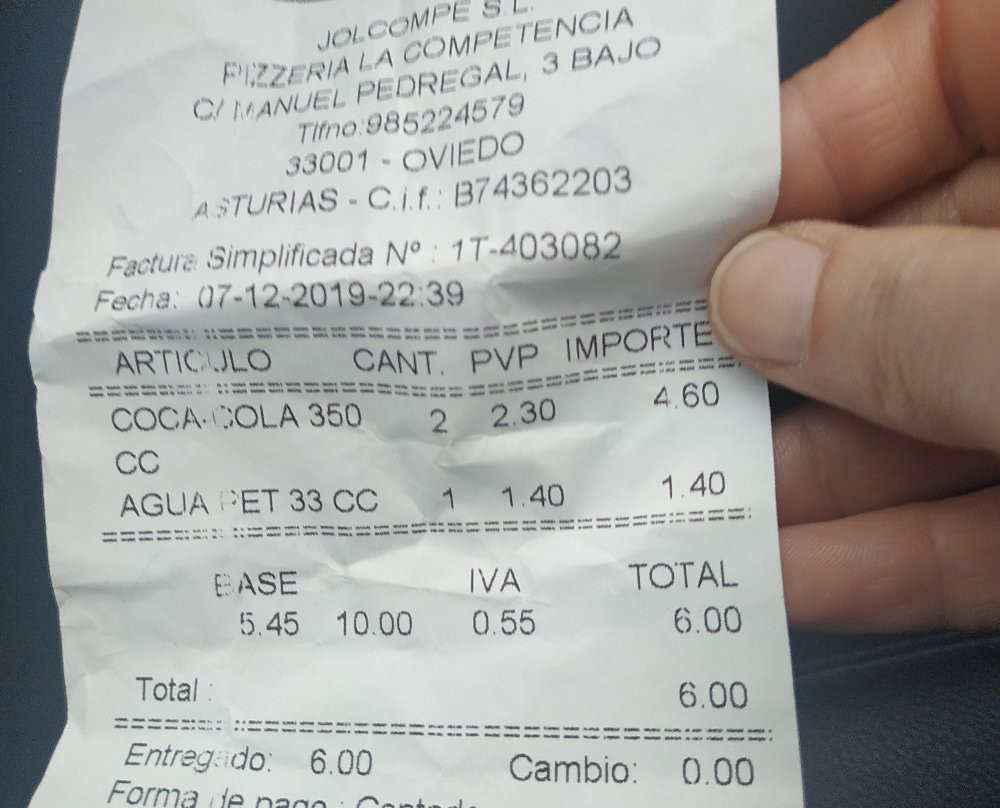 JOLCOMPE S.L.
PIZZERIA LA COMPETENCIA
C/ MANUEL PEDREGAL, 3 BAJO
Tlfno:985224579
33001 - OVIEDO
ASTURIAS - C.i.f.: B74362203
Factura Simplificada Nº : 1T-403082
Fecha: 07-12-2019-22:39
ARTICULO CANT. PVP IMPORTE
COCA-COLA 350 2 2.30 4.60
CC
AGUA PET 33 CC 1 1.40 1.40
BASE IVA TOTAL
5.45 10.00 0.55 6.00
Total : 6.00
Entregado: 6.00 Cambio: 0.00
Forma de pago :